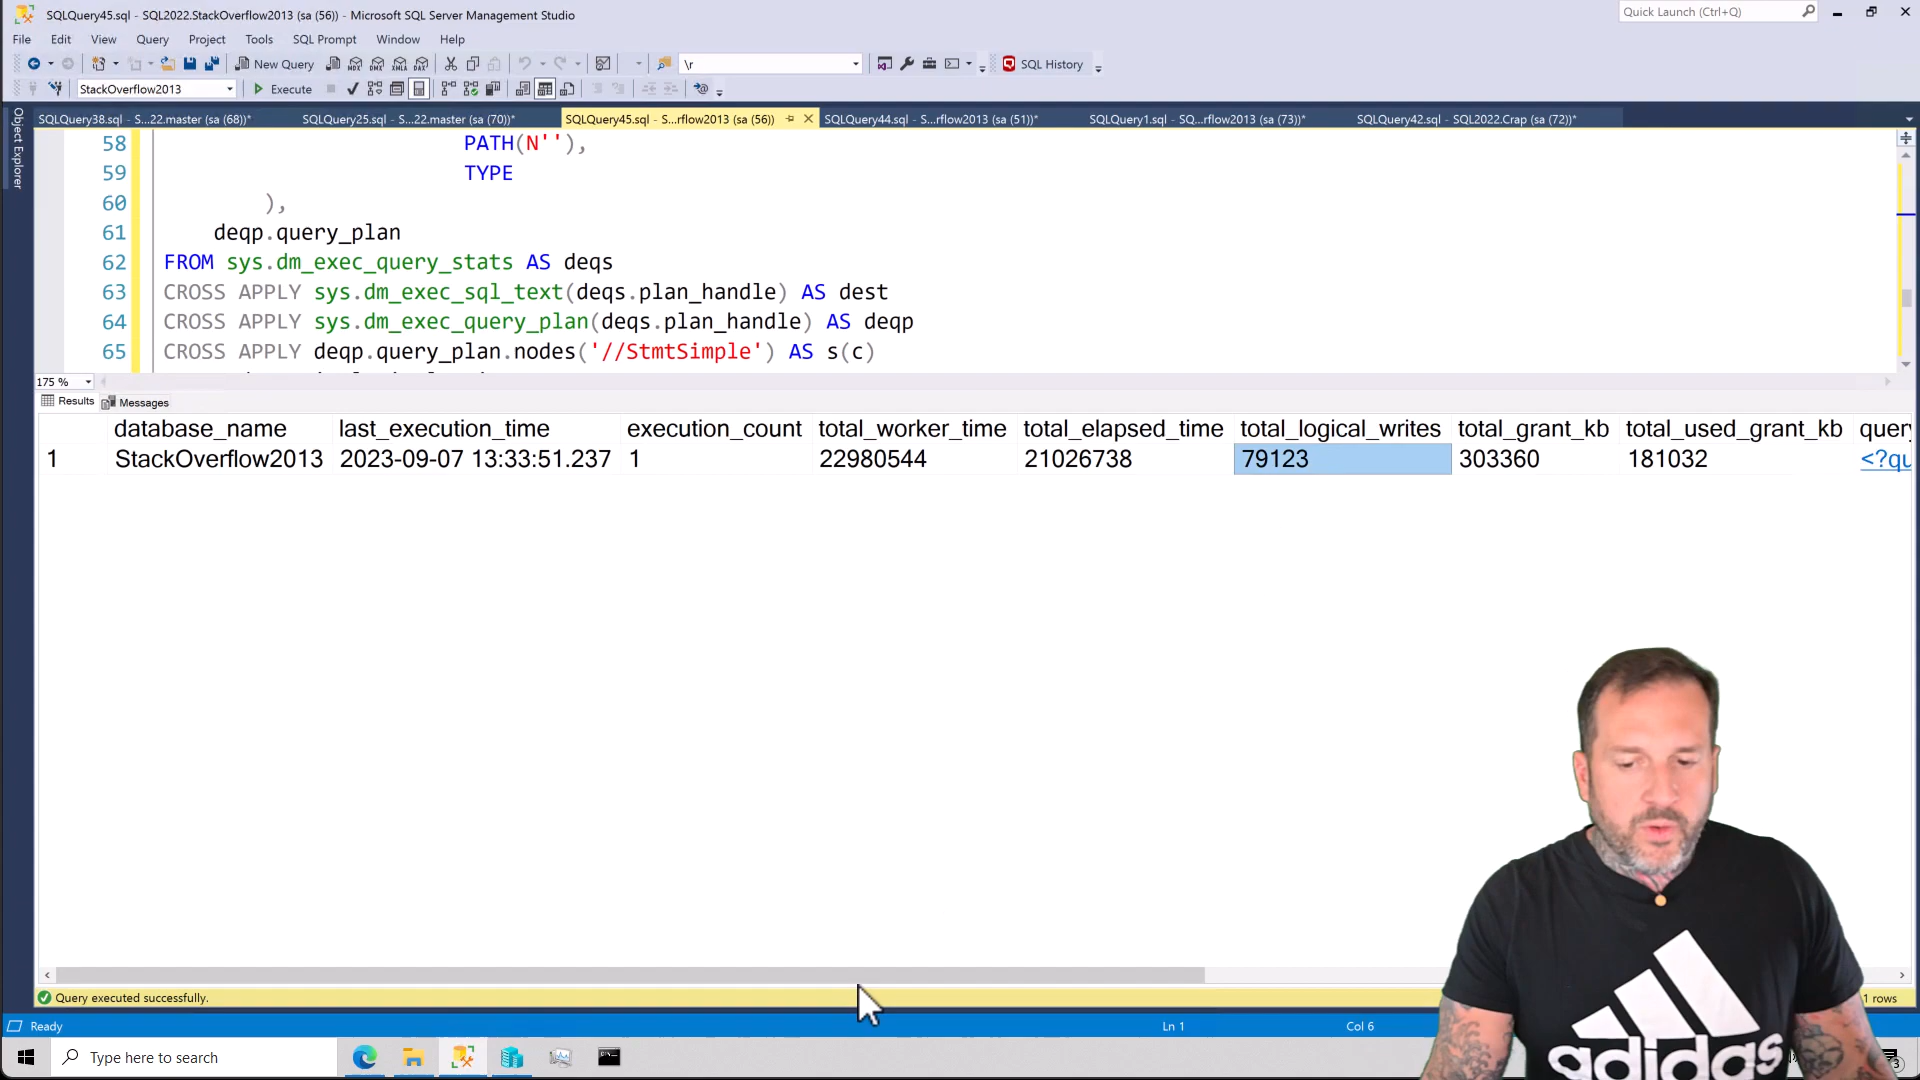 SQLQuery45.sql - SQL2022.StackOverflow2013 (sa (56))* - Microsoft SQL Server Management Studio
Quick Launch (Ctrl+Q)
File Edit View Query Project Tools SQL Prompt Window Help
New Query MDX DMX XMLA DAX \r SQL History
StackOverflow2013 Execute
Object Explorer
SQLQuery38.sql - S...22.master (sa (68))* SQLQuery25.sql - S...22.master (sa (70))* SQLQuery45.sql - S...rflow2013 (sa (56))* SQLQuery44.sql - S...rflow2013 (sa (51))* SQLQuery1.sql - SQ...rflow2013 (sa (73))* SQLQuery42.sql - SQL2022.Crap (sa (72))*
58 PATH(N''),
59 TYPE
60 ),
61 deqp.query_plan
62 FROM sys.dm_exec_query_stats AS deqs
63 CROSS APPLY sys.dm_exec_sql_text(deqs.plan_handle) AS dest
64 CROSS APPLY sys.dm_exec_query_plan(deqs.plan_handle) AS deqp
65 CROSS APPLY deqp.query_plan.nodes('//StmtSimple') AS s(c)
175 %
Results Messages
database_name last_execution_time execution_count total_worker_time total_elapsed_time total_logical_writes total_grant_kb total_used_grant_kb query
1 StackOverflow2013 2023-09-07 13:33:51.237 1 22980544 21026738 79123 303360 181032 <?qu
Query executed successfully.
1 rows
Ready Ln 1 Col 6
Type here to search
3
adidas